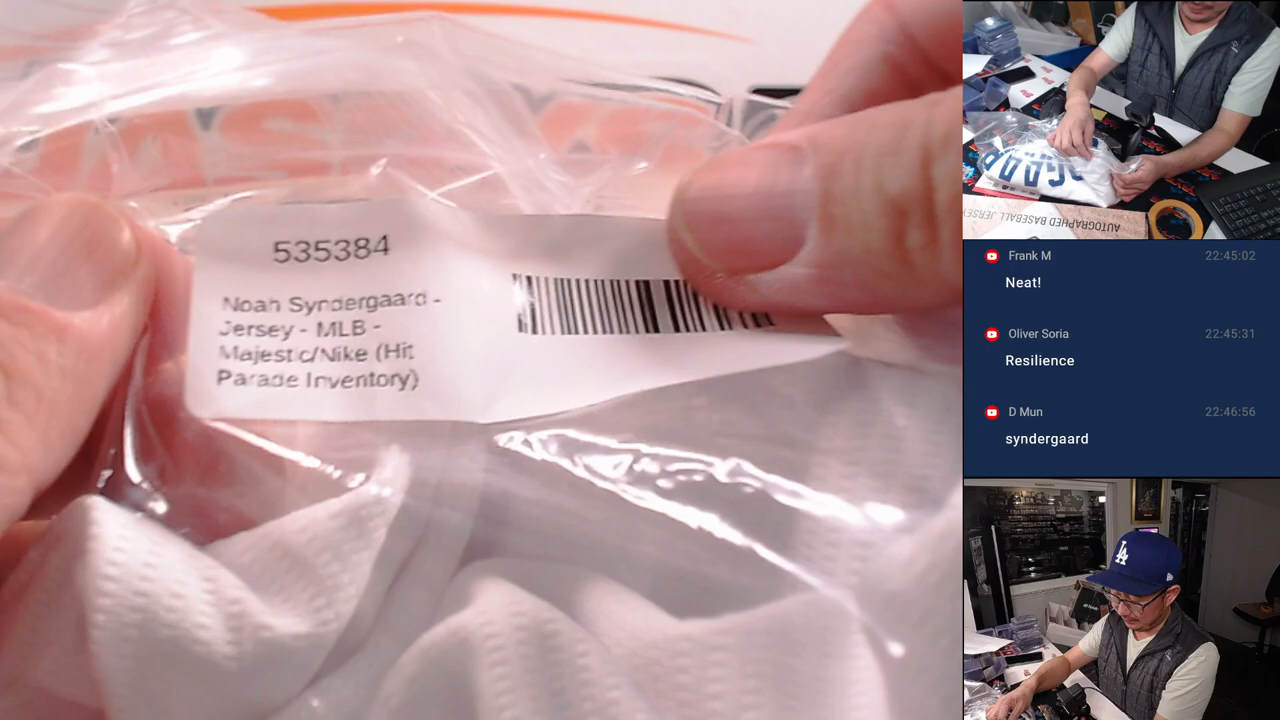 535384
Noah Syndergaard -
Jersey - MLB -
Majestic/Nike (Hit
Parade Inventory)
AUTOGRAPHED BASEBALL JERSEY
Frank M 22:45:02
Neat!
Oliver Soria 22:45:31
Resilience
D Mun 22:46:56
syndergaard
LA